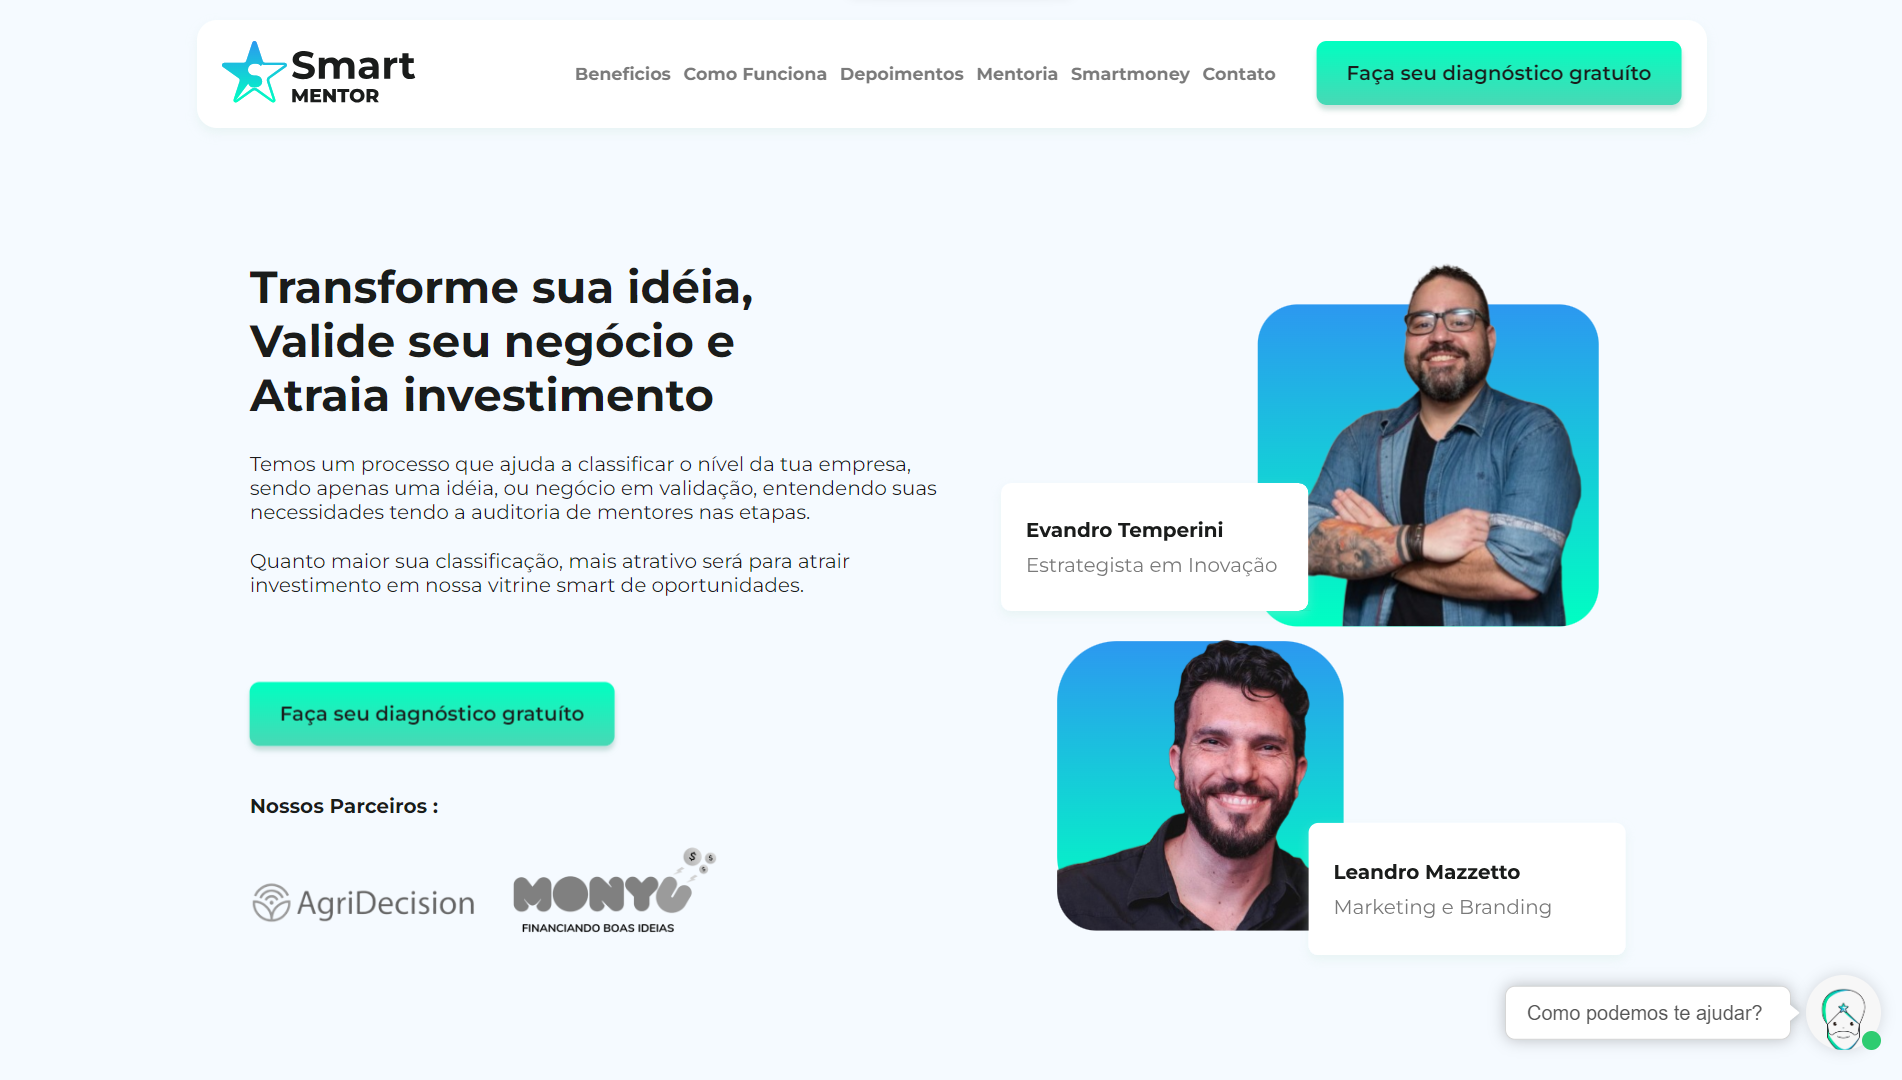 Smart
MENTOR
Beneficios Como Funciona Depoimentos Mentoria Smartmoney Contato
Faça seu diagnóstico gratuíto
Transforme sua idéia,
Valide seu negócio e
Atraia investimento
Temos um processo que ajuda a classificar o nível da tua empresa,
sendo apenas uma idéia, ou negócio em validação, entendendo suas
necessidades tendo a auditoria de mentores nas etapas.
Quanto maior sua classificação, mais atrativo será para atrair
investimento em nossa vitrine smart de oportunidades.
Faça seu diagnóstico gratuíto
Nossos Parceiros :
AgriDecision
MONYU
FINANCIANDO BOAS IDEIAS
Evandro Temperini
Estrategista em Inovação
Leandro Mazzetto
Marketing e Branding
Como podemos te ajudar?